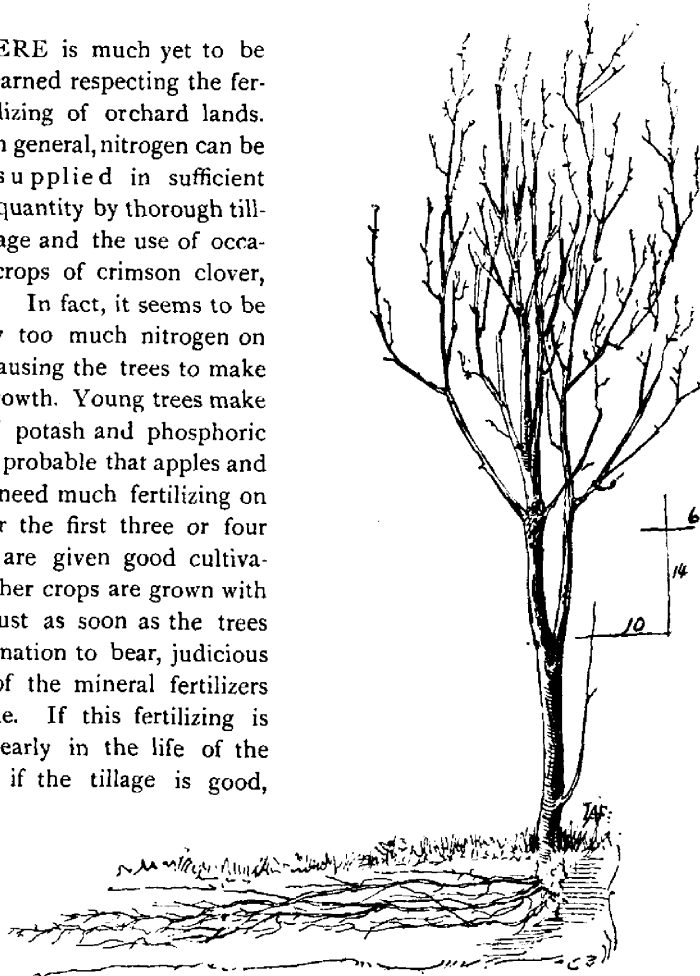 ERE is much yet to be
arned respecting the fer-
lizing of orchard lands.
n general, nitrogen can be
supplied in sufficient
quantity by thorough till-
age and the use of occa-
crops of crimson clover,
In fact, it seems to be
too much nitrogen on
ausing the trees to make
owth. Young trees make
potash and phosphoric
probable that apples and
need much fertilizing on
r the first three or four
are given good cultiva-
her crops are grown with
ust as soon as the trees
nation to bear, judicious
of the mineral fertilizers
e. If this fertilizing is
early in the life of the
if the tillage is good,
6
14
10